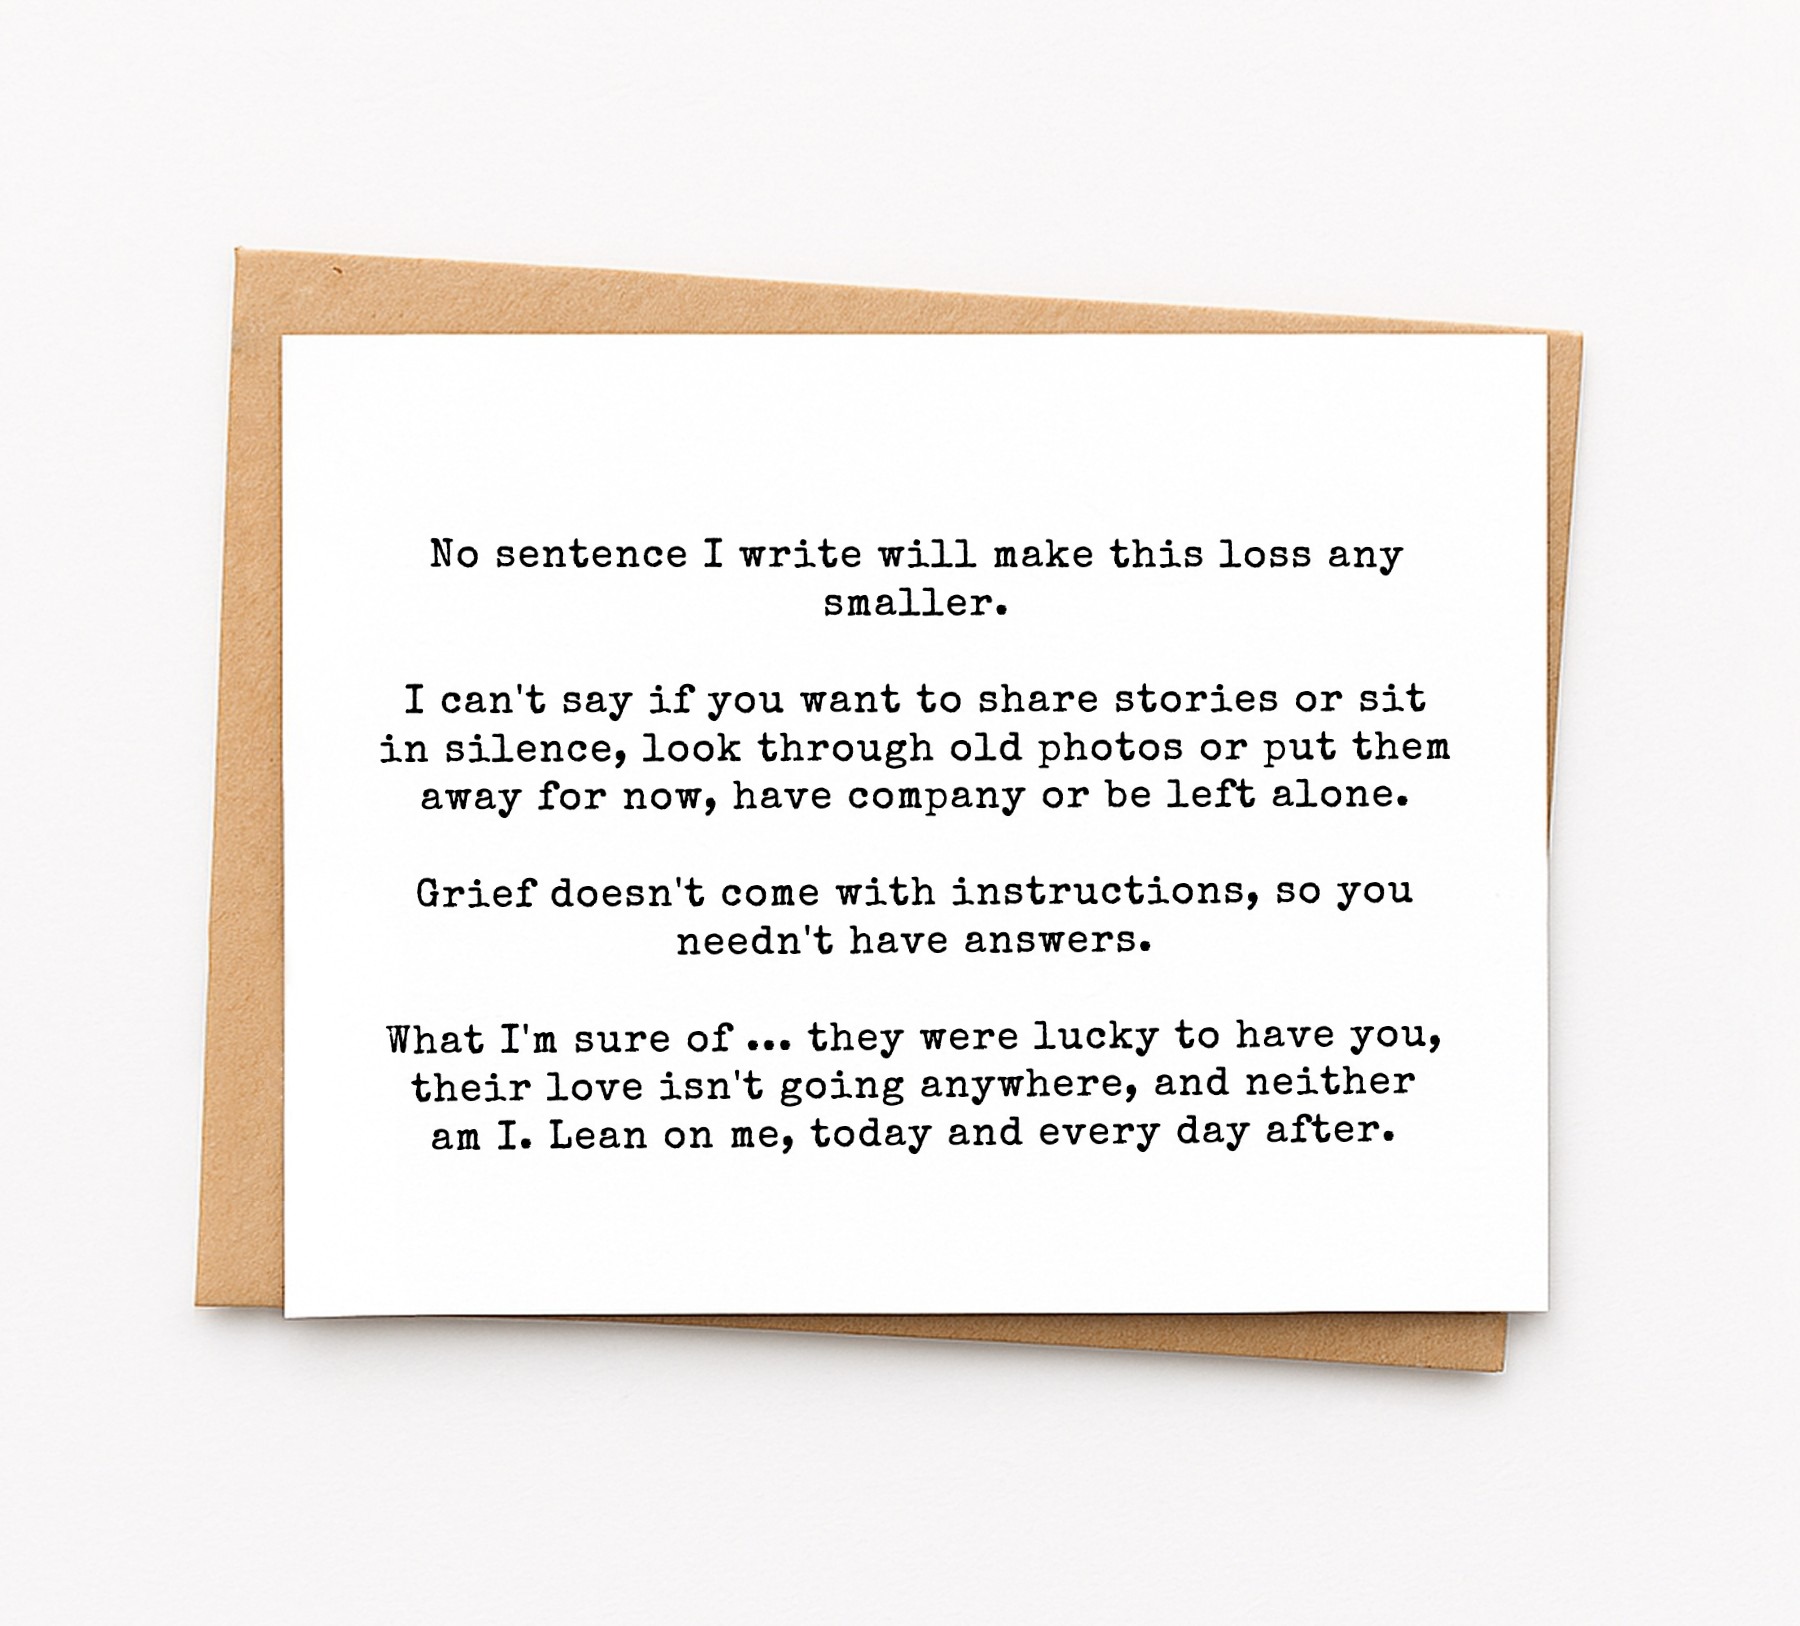 No sentence I write will make this loss any
smaller.
I can't say if you want to share stories or sit
in silence, look through old photos or put them
away for now, have company or be left alone.
Grief doesn't come with instructions, so you
needn't have answers.
What I'm sure of ... they were lucky to have you,
their love isn't going anywhere, and neither
am I. Lean on me, today and every day after.